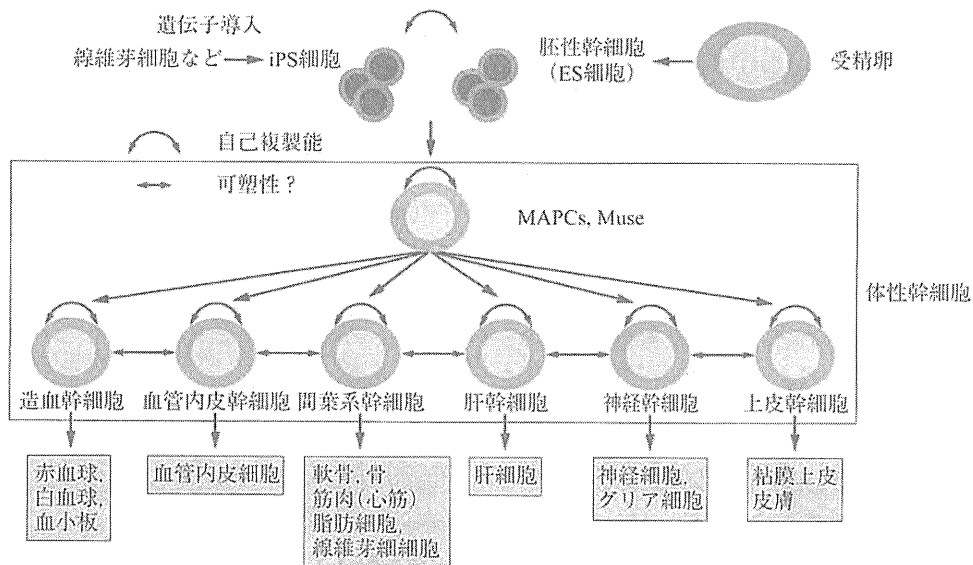 遺伝子導入
線維芽細胞など
iPS細胞
胚性幹細胞
(ES細胞)
受精卵
自己複製能
可塑性？
MAPCs, Muse
体性幹細胞
造血幹細胞
血管内皮幹細胞
間葉系幹細胞
肝幹細胞
神経幹細胞
上皮幹細胞
赤血球,
白血球,
血小板
血管内皮細胞
軟骨, 骨
筋肉(心筋)
脂肪細胞,
線維芽細細胞
肝細胞
神経細胞,
グリア細胞
粘膜上皮
皮膚